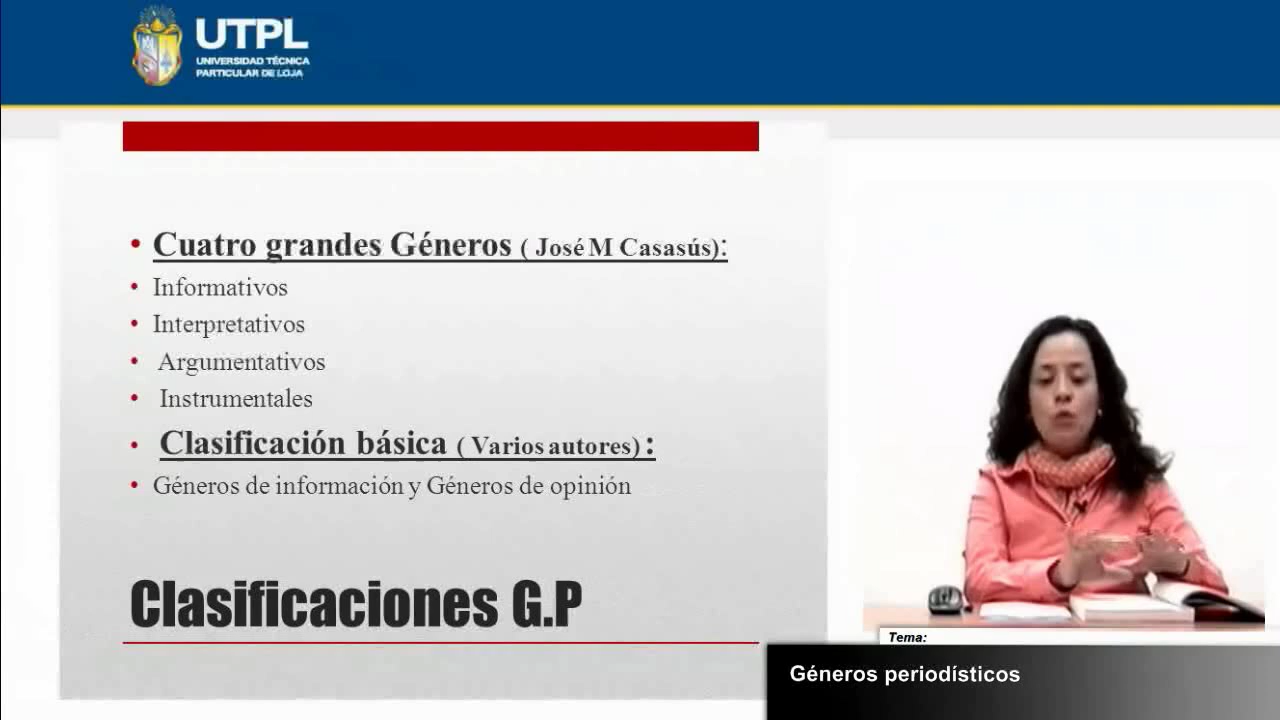 UTPL
UNIVERSIDAD TÉCNICA
PARTICULAR DE LOJA
• Cuatro grandes Géneros ( José M Casasús):
• Informativos
• Interpretativos
• Argumentativos
• Instrumentales
• Clasificación básica ( Varios autores) :
• Géneros de información y Géneros de opinión
Clasificaciones G.P
Tema:
Géneros periodísticos